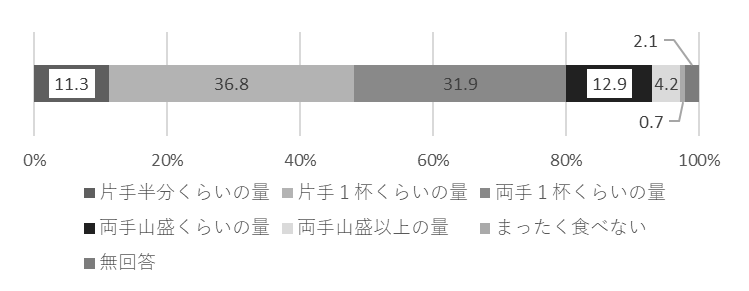 2.1
11.3 36.8 31.9 12.9 4.2
0.7
0% 20% 40% 60% 80% 100%
片手半分くらいの量 片手１杯くらいの量 両手１杯くらいの量
両手山盛くらいの量 両手山盛以上の量 まったく食べない
無回答